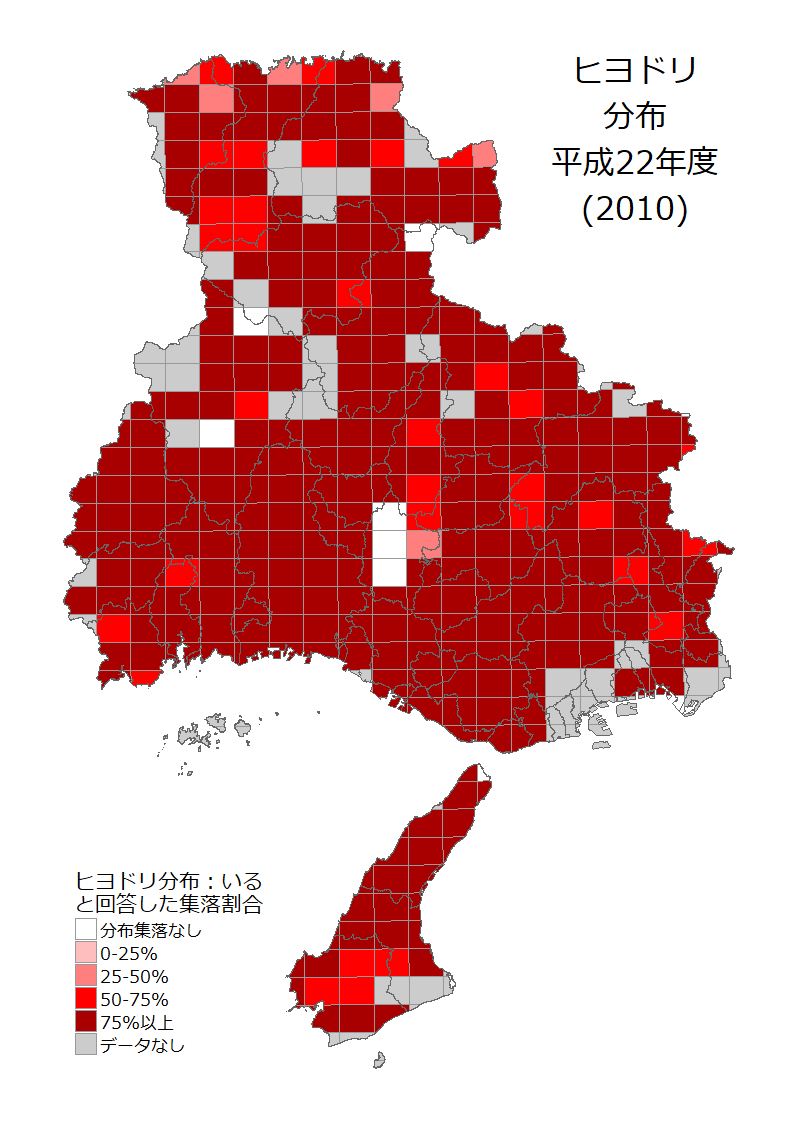 ヒヨドリ
分布
平成22年度
(2010)
ヒヨドリ分布：いる
と回答した集落割合
分布集落なし
0-25%
25-50%
50-75%
75%以上
データなし